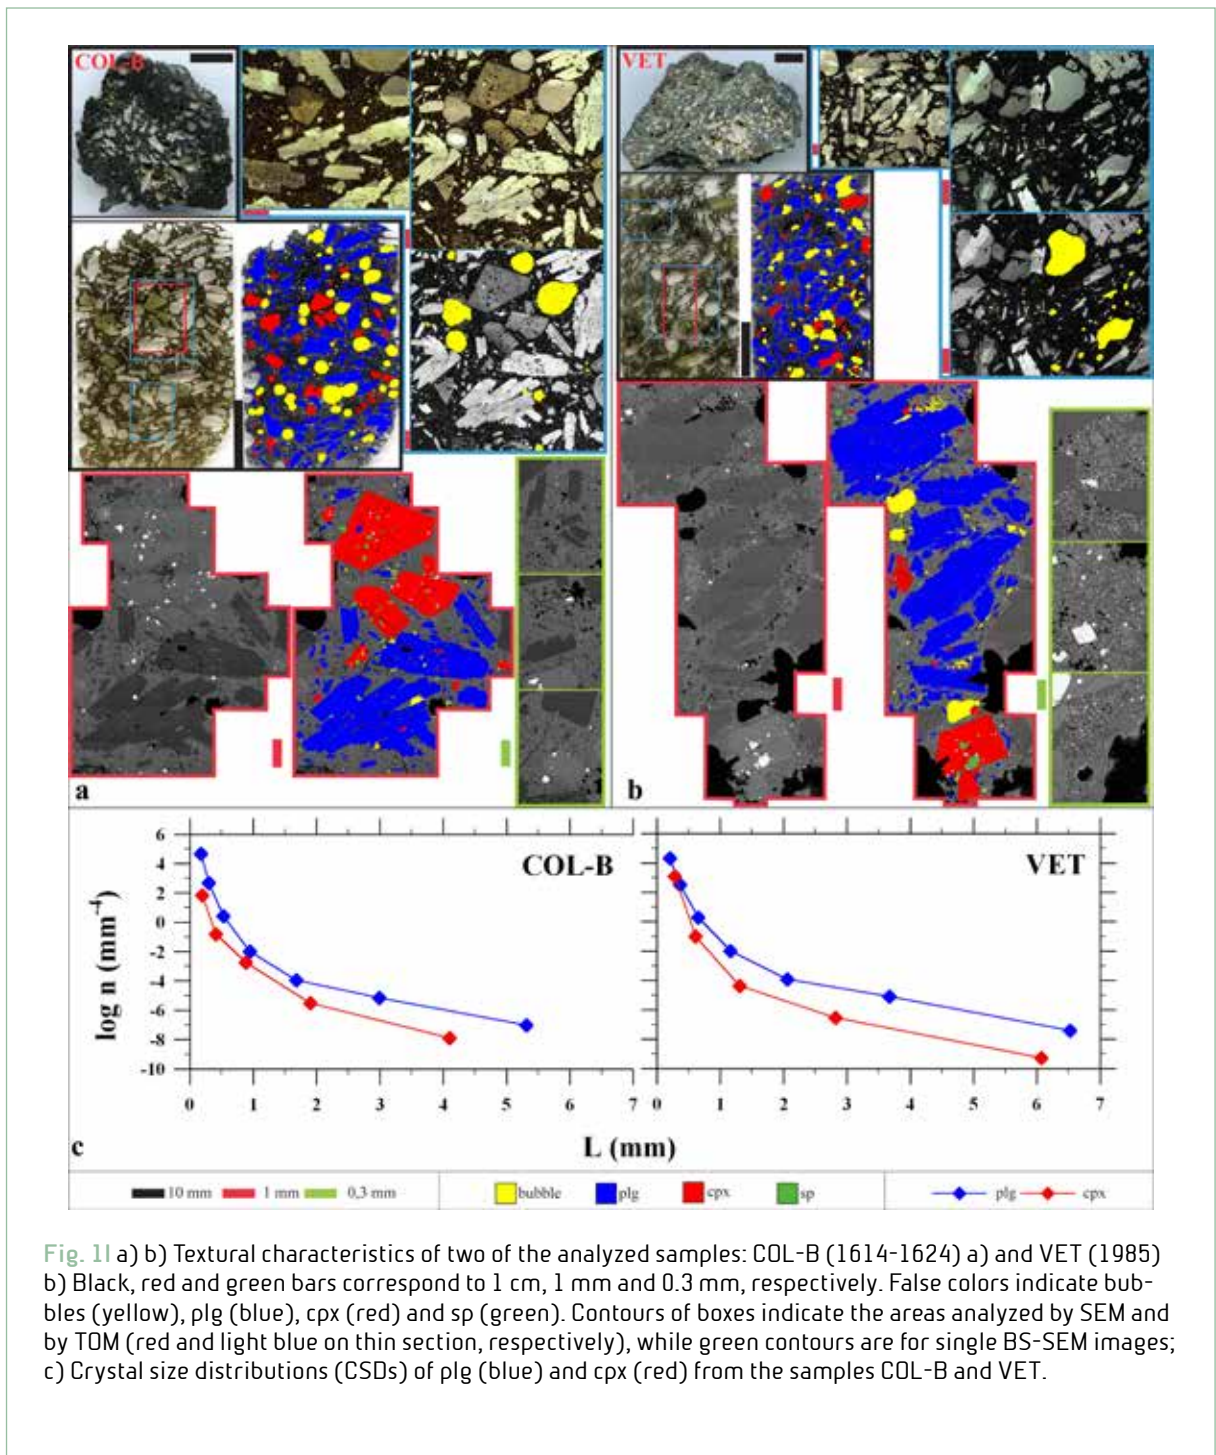 COL-B
VET
a
b
6
4
2
0
-2
-4
-6
-8
-10
log n (mm⁻⁴)
COL-B
VET
0 1 2 3 4 5 6 7 0 1 2 3 4 5 6 7
c
L (mm)
10 mm 1 mm 0,3 mm bubble plg cpx sp plg cpx
Fig. 1| a) b) Textural characteristics of two of the analyzed samples: COL-B (1614-1624) a) and VET (1985)
b) Black, red and green bars correspond to 1 cm, 1 mm and 0.3 mm, respectively. False colors indicate bub-
bles (yellow), plg (blue), cpx (red) and sp (green). Contours of boxes indicate the areas analyzed by SEM and
by TOM (red and light blue on thin section, respectively), while green contours are for single BS-SEM images;
c) Crystal size distributions (CSDs) of plg (blue) and cpx (red) from the samples COL-B and VET.